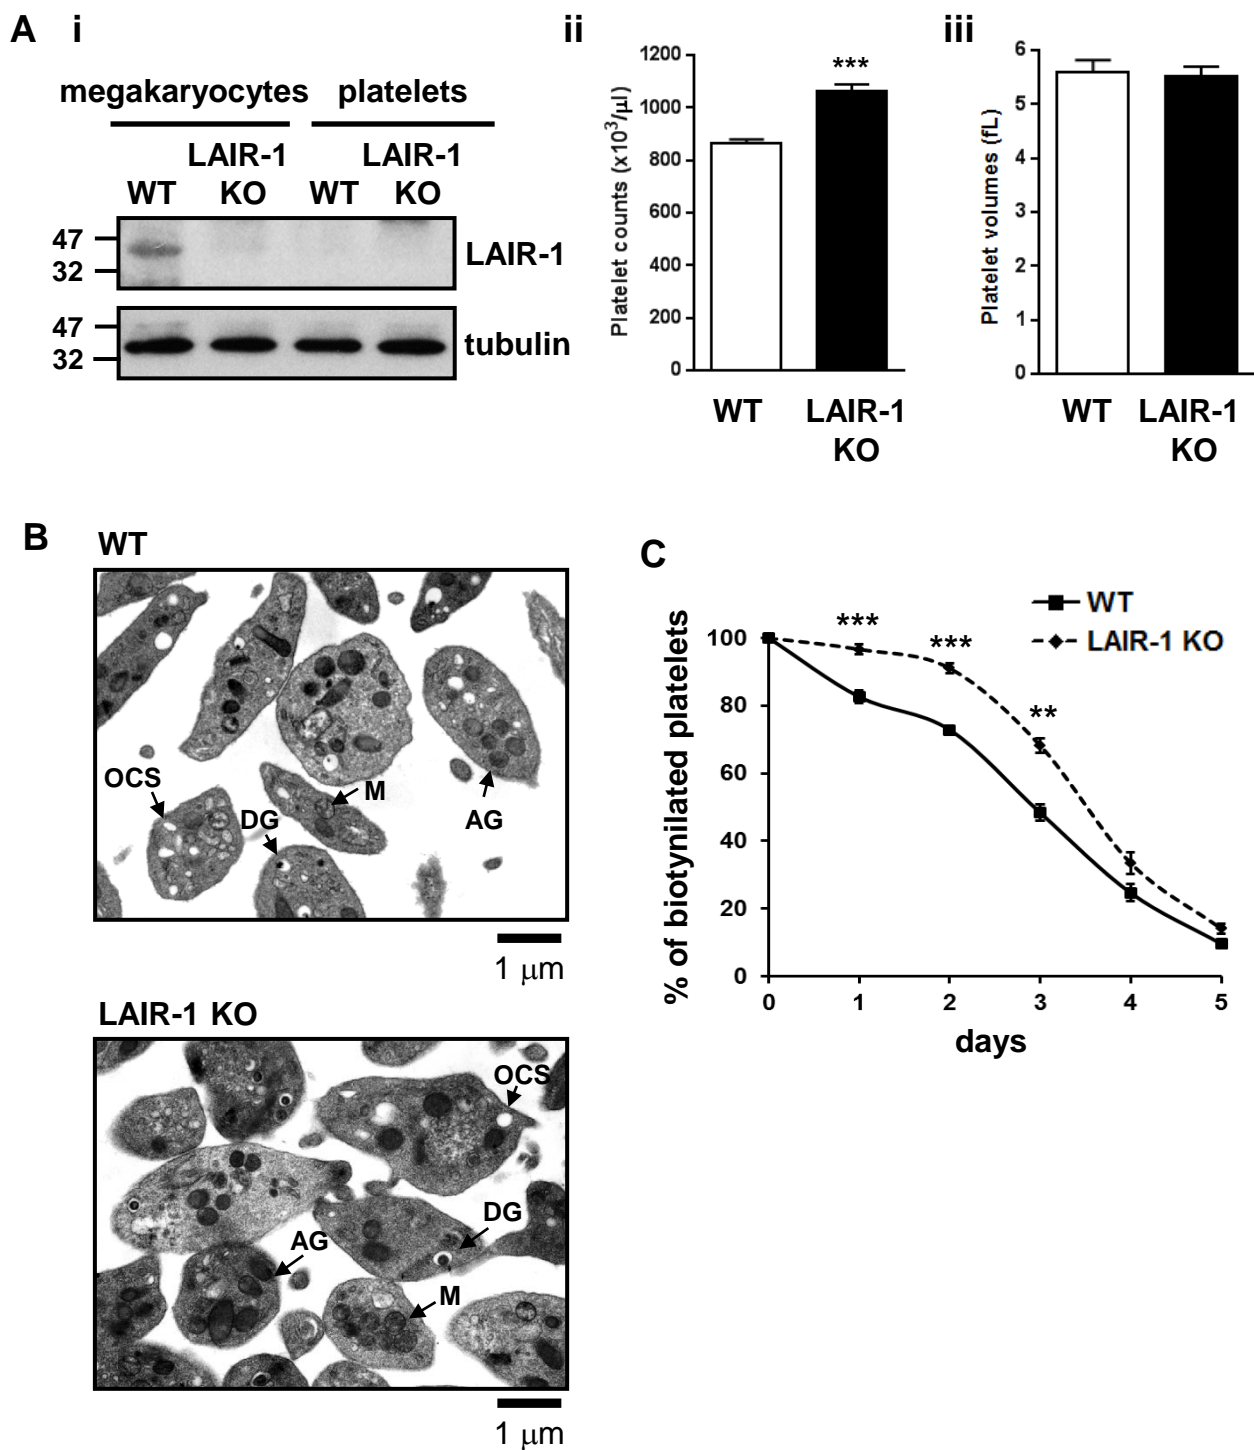 A i
megakaryocytes platelets
WT LAIR-1 KO WT LAIR-1 KO
47
32
LAIR-1
47
32
tubulin
ii
Platelet counts (x10³/µl)
1200
1000
800
600
400
200
0
***
WT LAIR-1 KO
iii
Platelet volumes (fL)
6
5
4
3
2
1
0
WT LAIR-1 KO
B
WT
OCS
DG
M
AG
1 µm
LAIR-1 KO
OCS
DG
AG
M
1 µm
C
WT
LAIR-1 KO
% of biotynilated platelets
100
80
60
40
20
0
***
***
**
0 1 2 3 4 5
days